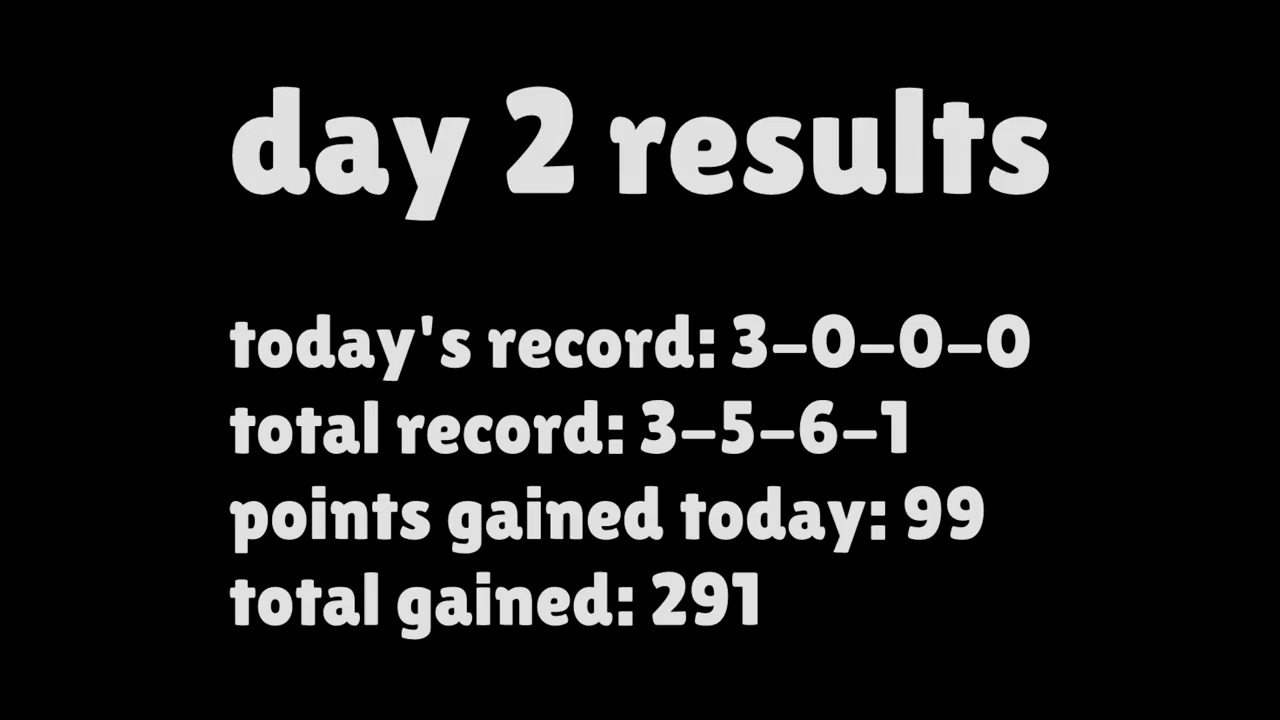 day 2 results
today's record: 3-0-0-0
total record: 3-5-6-1
points gained today: 99
total gained: 291